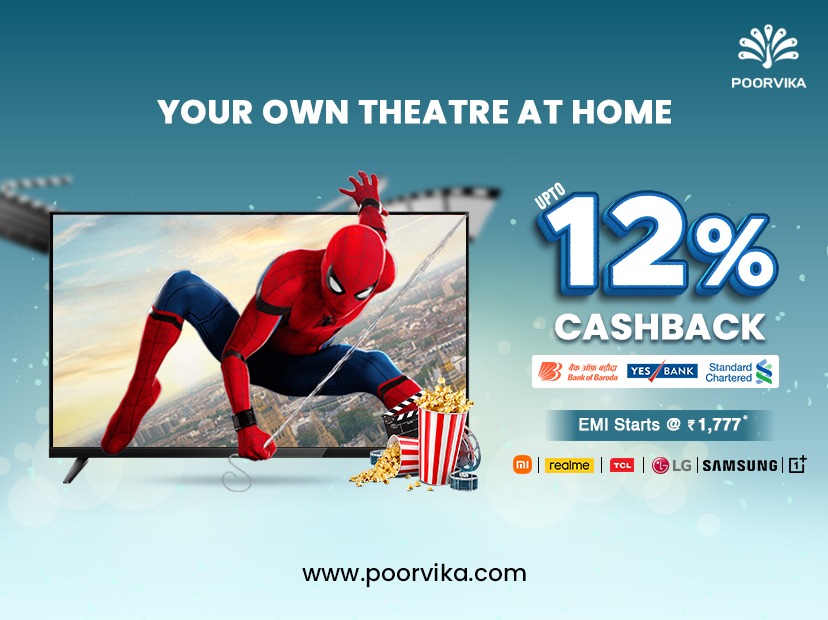 POORVIKA
YOUR OWN THEATRE AT HOME
UPTO
12%
CASHBACK
बैंक ऑफ़ बड़ौदा
Bank of Baroda
YES BANK
Standard
Chartered
EMI Starts @ ₹1,777*
mi realme TCL LG SAMSUNG 1+
www.poorvika.com